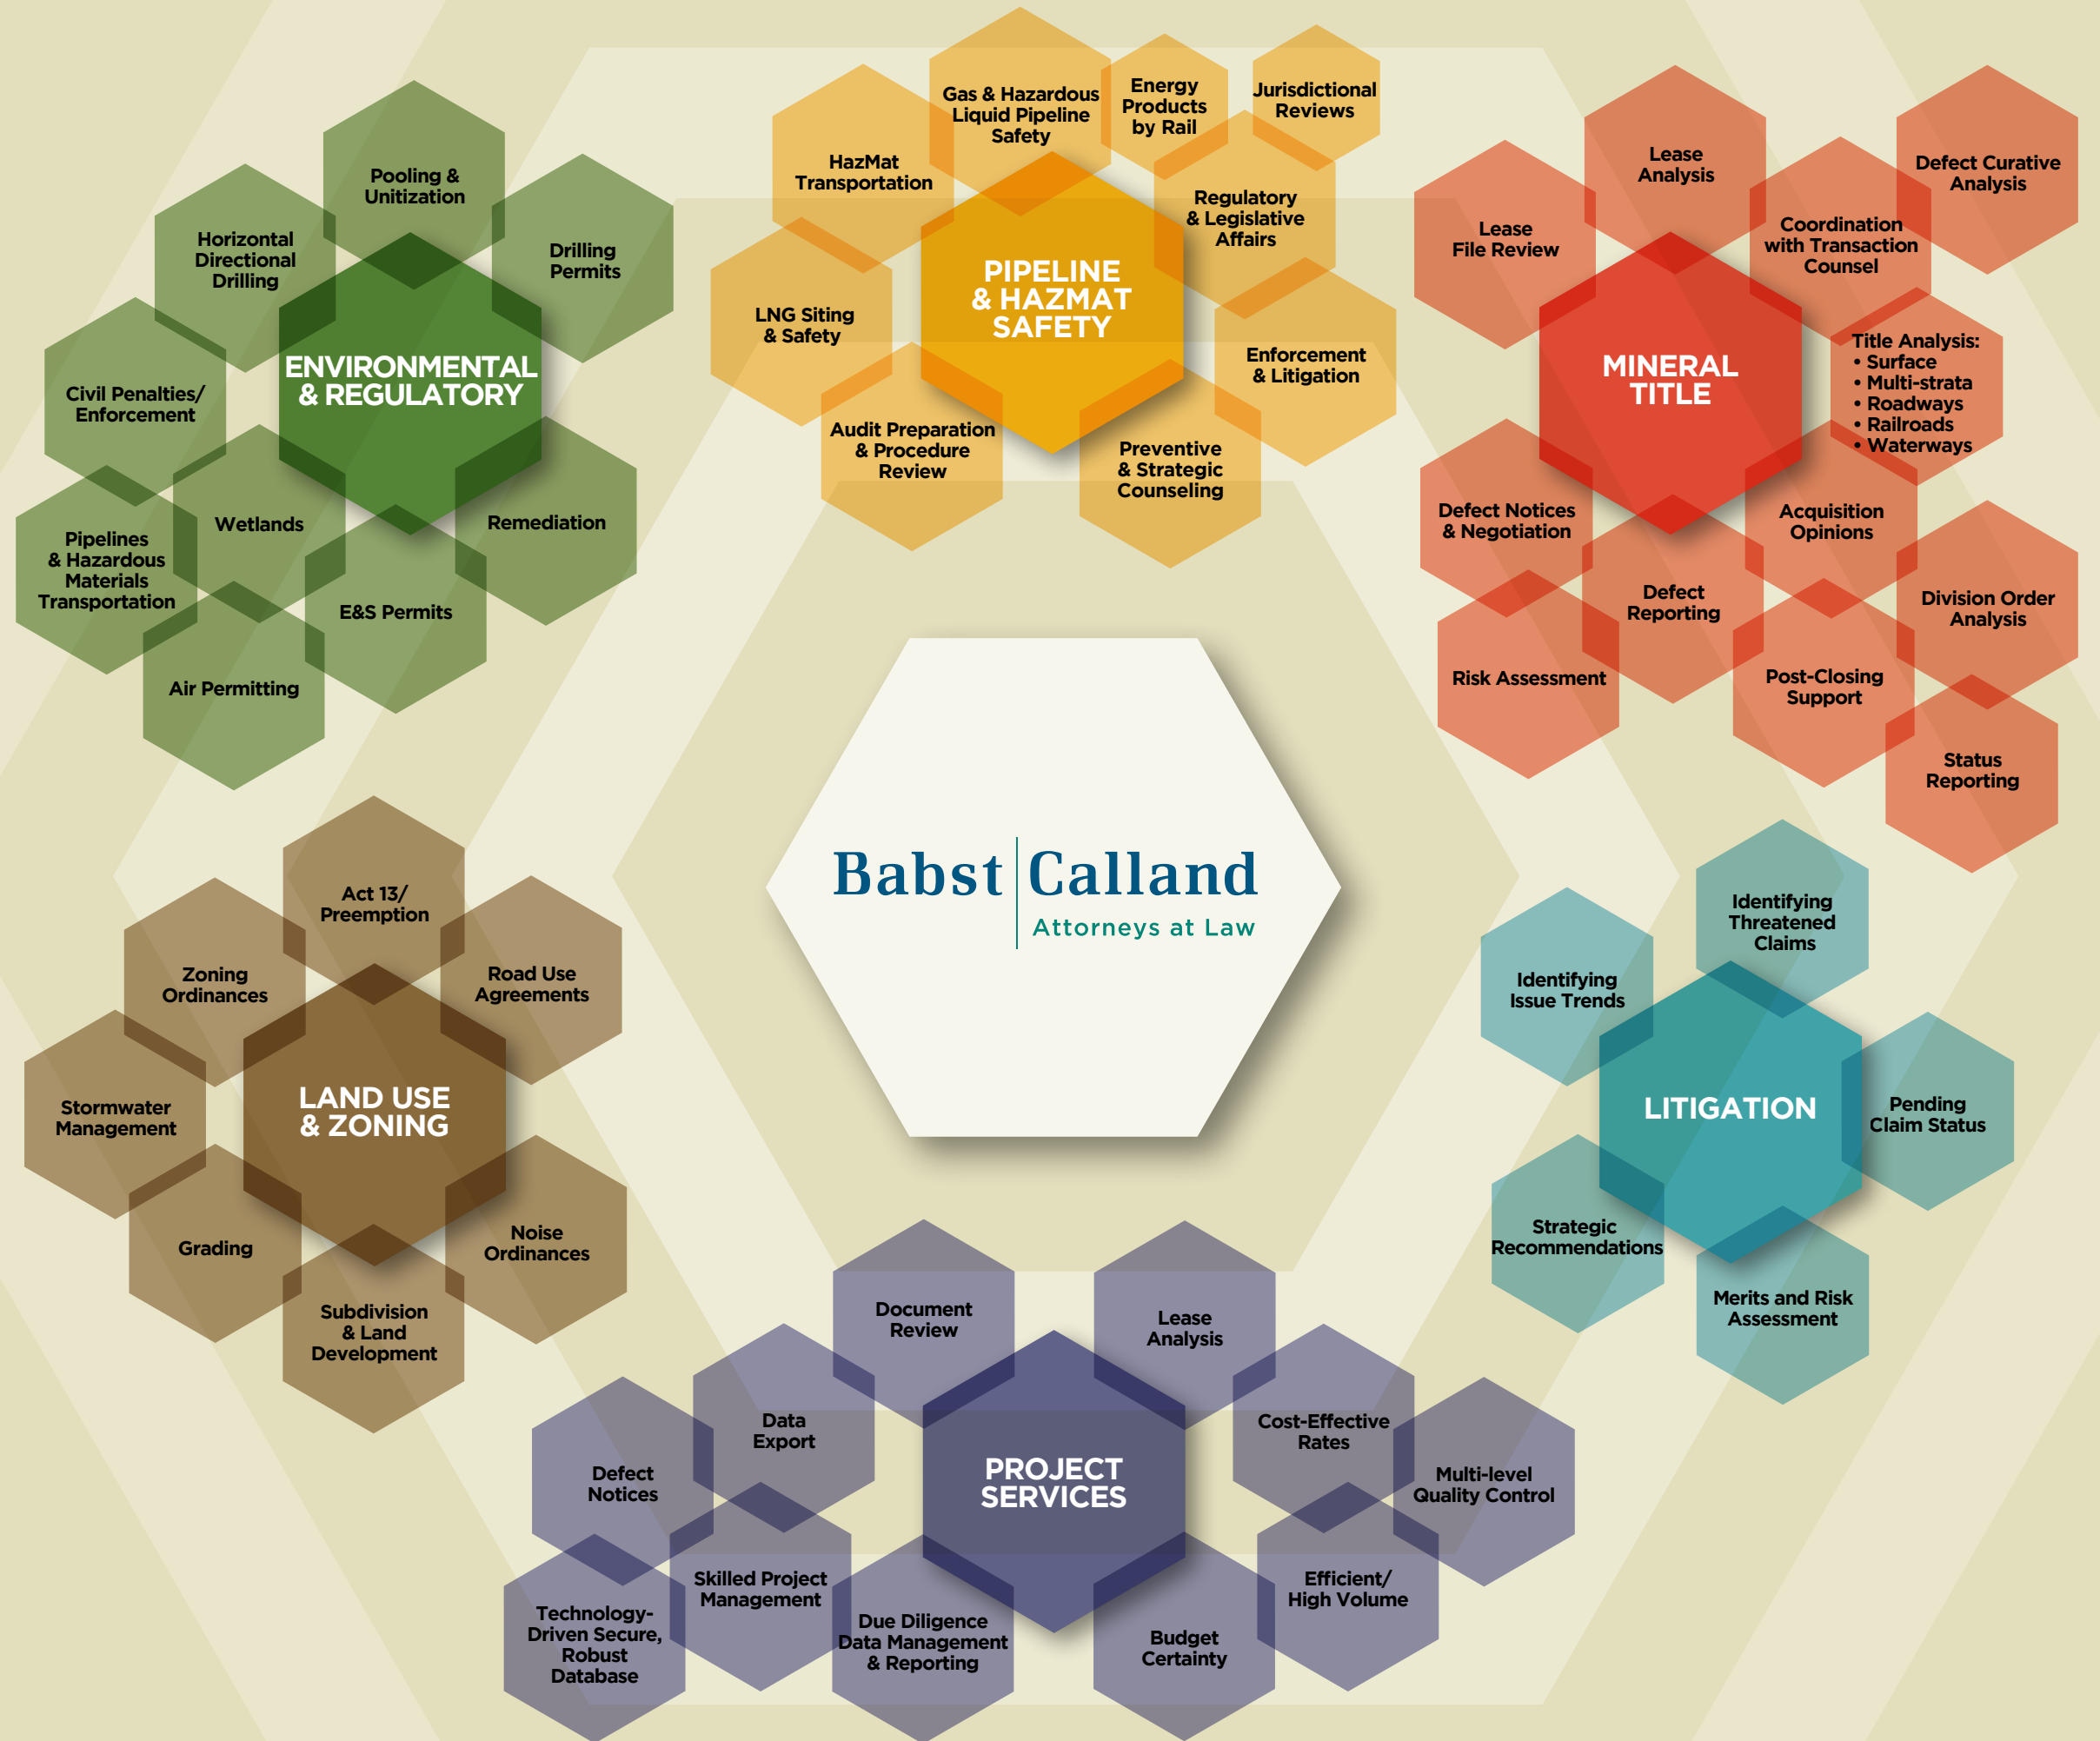 Pooling &
Unitization
Horizontal
Directional
Drilling
Drilling
Permits
ENVIRONMENTAL
& REGULATORY
Civil Penalties/
Enforcement
Wetlands
Remediation
Pipelines
& Hazardous
Materials
Transportation
E&S Permits
Air Permitting
Gas & Hazardous
Liquid Pipeline
Safety
Energy
Products
by Rail
Jurisdictional
Reviews
HazMat
Transportation
Regulatory
& Legislative
Affairs
PIPELINE
& HAZMAT
SAFETY
LNG Siting
& Safety
Enforcement
& Litigation
Audit Preparation
& Procedure
Review
Preventive
& Strategic
Counseling
Lease
Analysis
Defect Curative
Analysis
Lease
File Review
Coordination
with Transaction
Counsel
MINERAL
TITLE
Title Analysis:
• Surface
• Multi-strata
• Roadways
• Railroads
• Waterways
Defect Notices
& Negotiation
Acquisition
Opinions
Defect
Reporting
Division Order
Analysis
Risk Assessment
Post-Closing
Support
Status
Reporting
Babst Calland
Attorneys at Law
Act 13/
Preemption
Zoning
Ordinances
Road Use
Agreements
LAND USE
& ZONING
Stormwater
Management
Grading
Noise
Ordinances
Subdivision
& Land
Development
Identifying
Threatened
Claims
Identifying
Issue Trends
LITIGATION
Pending
Claim Status
Strategic
Recommendations
Merits and Risk
Assessment
Document
Review
Lease
Analysis
Data
Export
Cost-Effective
Rates
Defect
Notices
PROJECT
SERVICES
Multi-level
Quality Control
Skilled Project
Management
Efficient/
High Volume
Technology-
Driven Secure,
Robust
Database
Due Diligence
Data Management
& Reporting
Budget
Certainty